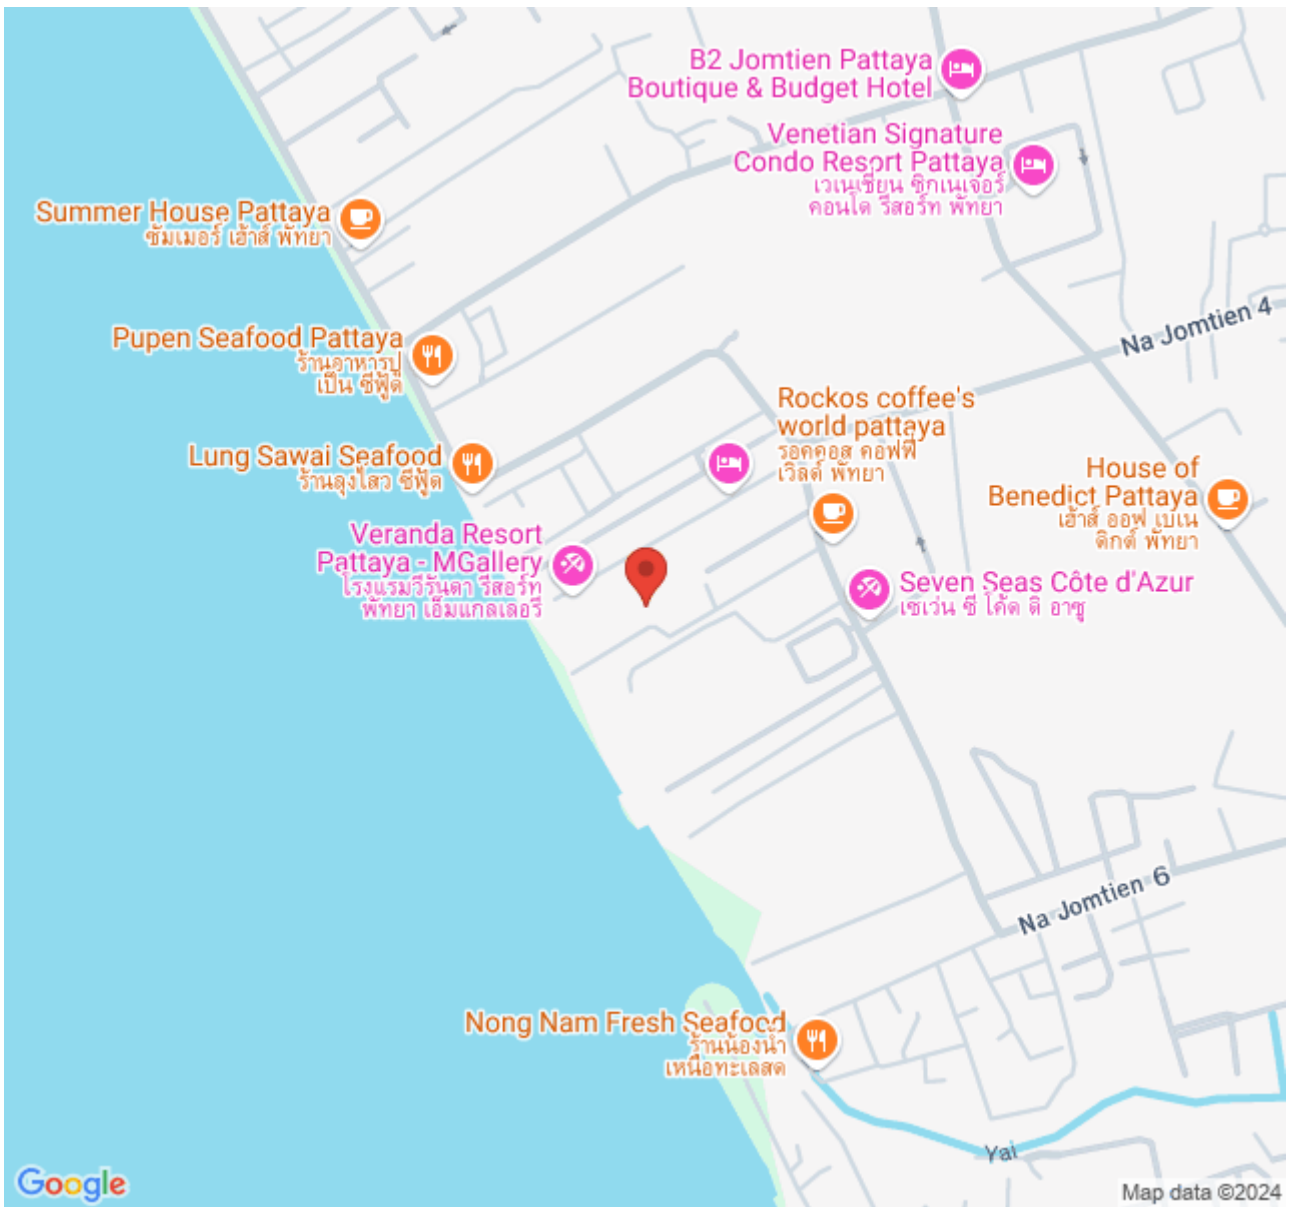 B2 Jomtien Pattaya
Boutique & Budget Hotel
Venetian Signature
Condo Resort Pattaya
เวเนเชี่ยน ซิกเนเจอร์
คอนโด รีสอร์ท พัทยา
Summer House Pattaya
ซัมเมอร์ เฮ้าส์ พัทยา
Na Jomtien 4
Pupen Seafood Pattaya
ร้านอาหารปู
เป็น ซีฟู้ด
Rockos coffee's
world pattaya
รอคคอส คอฟฟี่
เวิลด์ พัทยา
Lung Sawai Seafood
ร้านลุงไสว ซีฟู้ด
House of
Benedict Pattaya
เฮ้าส์ ออฟ เบเน
ดิกต์ พัทยา
Veranda Resort
Pattaya - MGallery
โรงแรมวีรันดา รีสอร์ท
พัทยา เอ็มแกลเลอรี
Seven Seas Côte d'Azur
เซเว่น ซี โค้ด ดิ อาซู
Na Jomtien 6
Nong Nam Fresh Seafood
ร้านน้องน้ำ
เหนือทะเลสด
Yai
Google
Map data ©2024